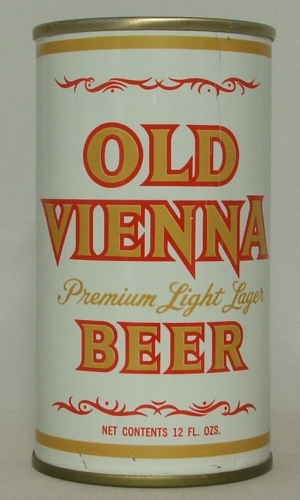 OLD
VIENNA
Premium Light Lager
BEER
NET CONTENTS 12 FL. OZS.